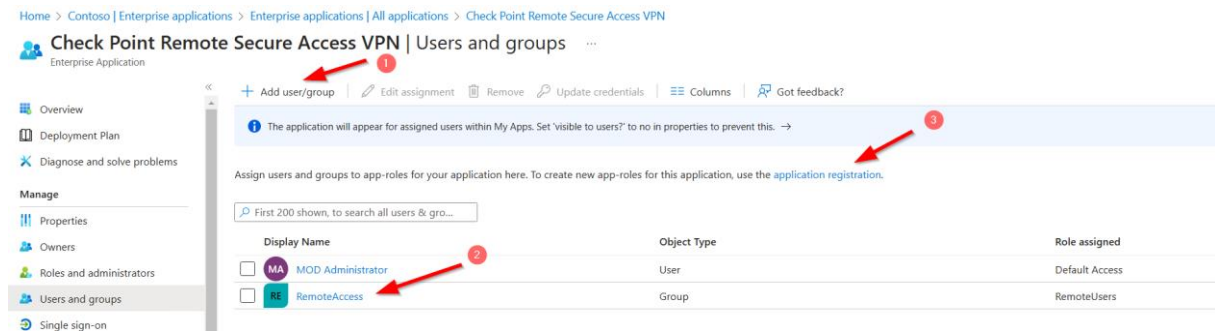 Home > Contoso | Enterprise applications > Enterprise applications | All applications > Check Point Remote Secure Access VPN
Check Point Remote Secure Access VPN | Users and groups ...
Enterprise Application
1
«
+ Add user/group | Edit assignment Remove Update credentials | Columns | Got feedback?
Overview
Deployment Plan
Diagnose and solve problems
Manage
Properties
Owners
Roles and administrators
Users and groups
Single sign-on
The application will appear for assigned users within My Apps. Set 'visible to users?' to no in properties to prevent this. →
3
Assign users and groups to app-roles for your application here. To create new app-roles for this application, use the application registration.
First 200 shown, to search all users & gro...
Display Name Object Type Role assigned
2
MA MOD Administrator User Default Access
RE RemoteAccess Group RemoteUsers